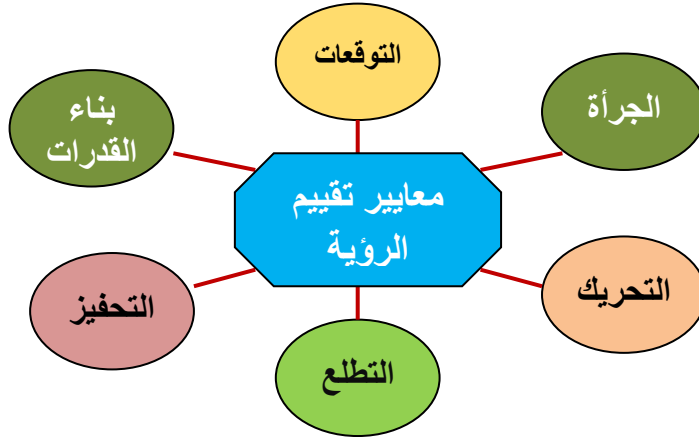 التوقعات
الجرأة
بناء
القدرات
معايير تقييم
الرؤية
التحريك
التحفيز
التطلع